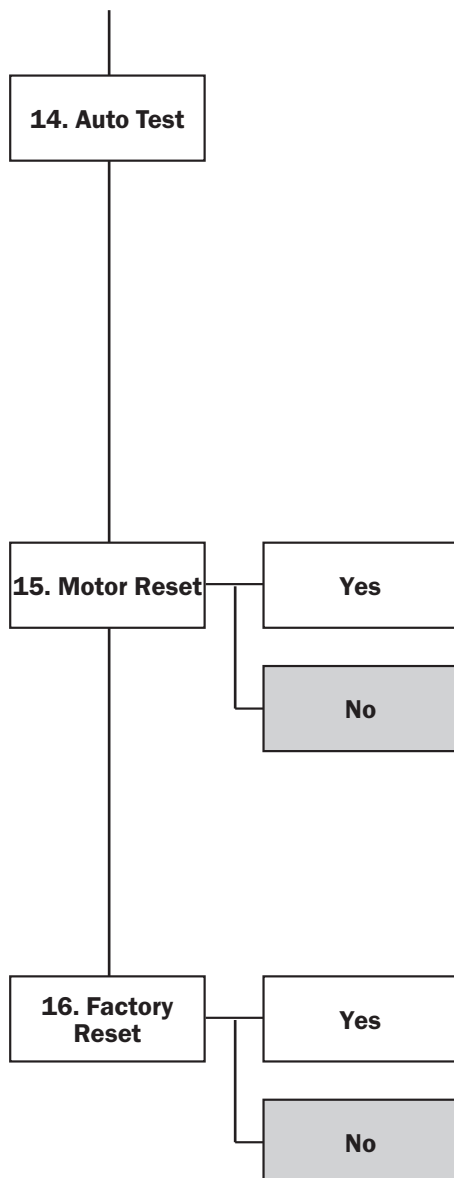 14. Auto Test
15. Motor Reset
Yes
No
16. Factory
Reset
Yes
No